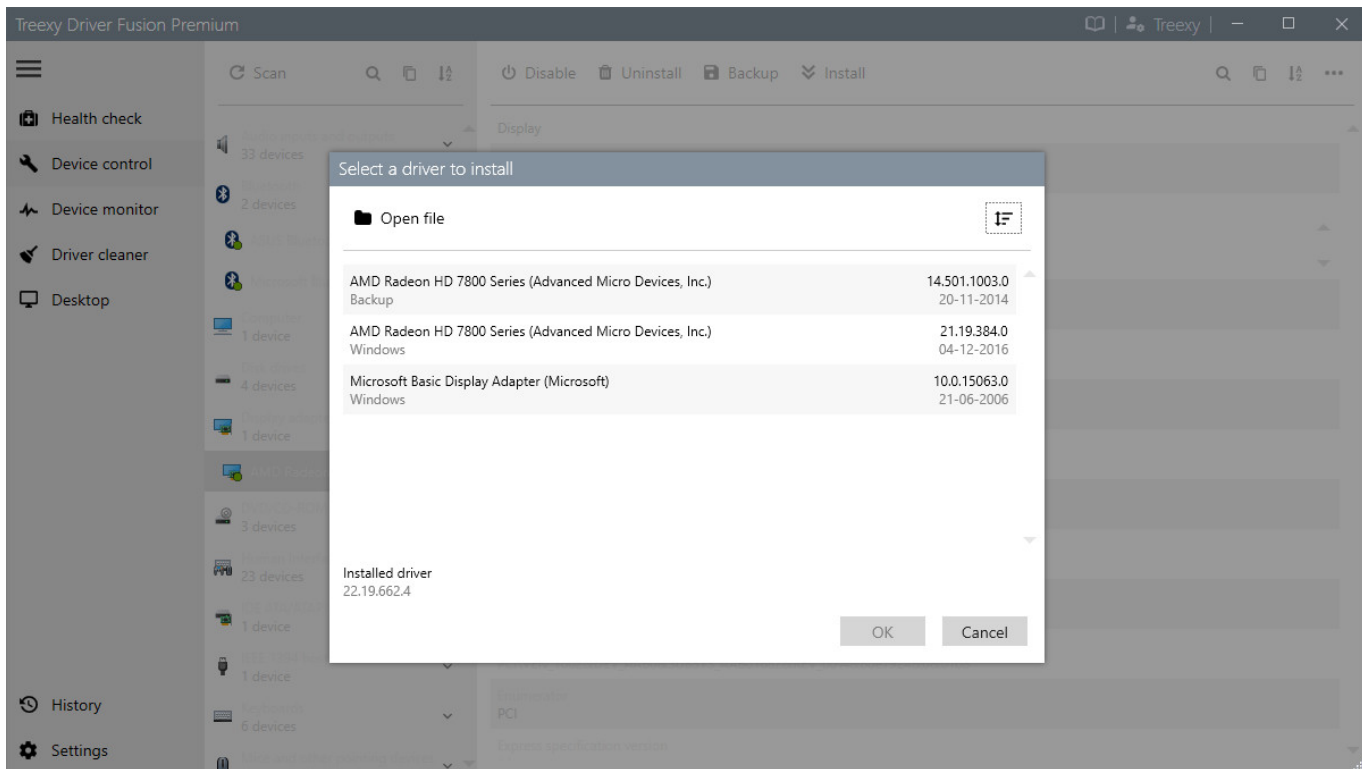 Treexy Driver Fusion Premium
Treexy
Scan
Disable
Uninstall
Backup
Install
Health check
Device control
Device monitor
Driver cleaner
Desktop
History
Settings
33 devices
2 devices
1 device
4 devices
1 device
AMD Radeon
3 devices
23 devices
1 device
1 device
6 devices
Display
Select a driver to install
Open file
AMD Radeon HD 7800 Series (Advanced Micro Devices, Inc.) 14.501.1003.0
Backup 20-11-2014
AMD Radeon HD 7800 Series (Advanced Micro Devices, Inc.) 21.19.384.0
Windows 04-12-2016
Microsoft Basic Display Adapter (Microsoft) 10.0.15063.0
Windows 21-06-2006
Installed driver
22.19.662.4
OK
Cancel
PCI
Express specification version